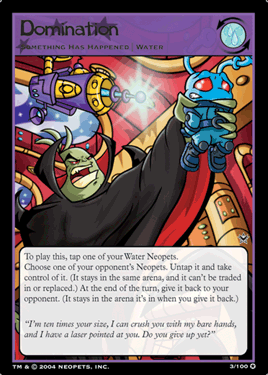 Domination
Something Has Happened | Water
To play this, tap one of your Water Neopets.
Choose one of your opponent's Neopets. Untap it and take
control of it. (It stays in the same arena, and it can't be traded
in or replaced.) At the end of the turn, give it back to your
opponent. (It stays in the arena it's in when you give it back.)
"I'm ten times your size, I can crush you with my bare hands,
and I have a laser pointed at you. Do you give up yet?"
TM & © 2004 NEOPETS, INC.
3/100